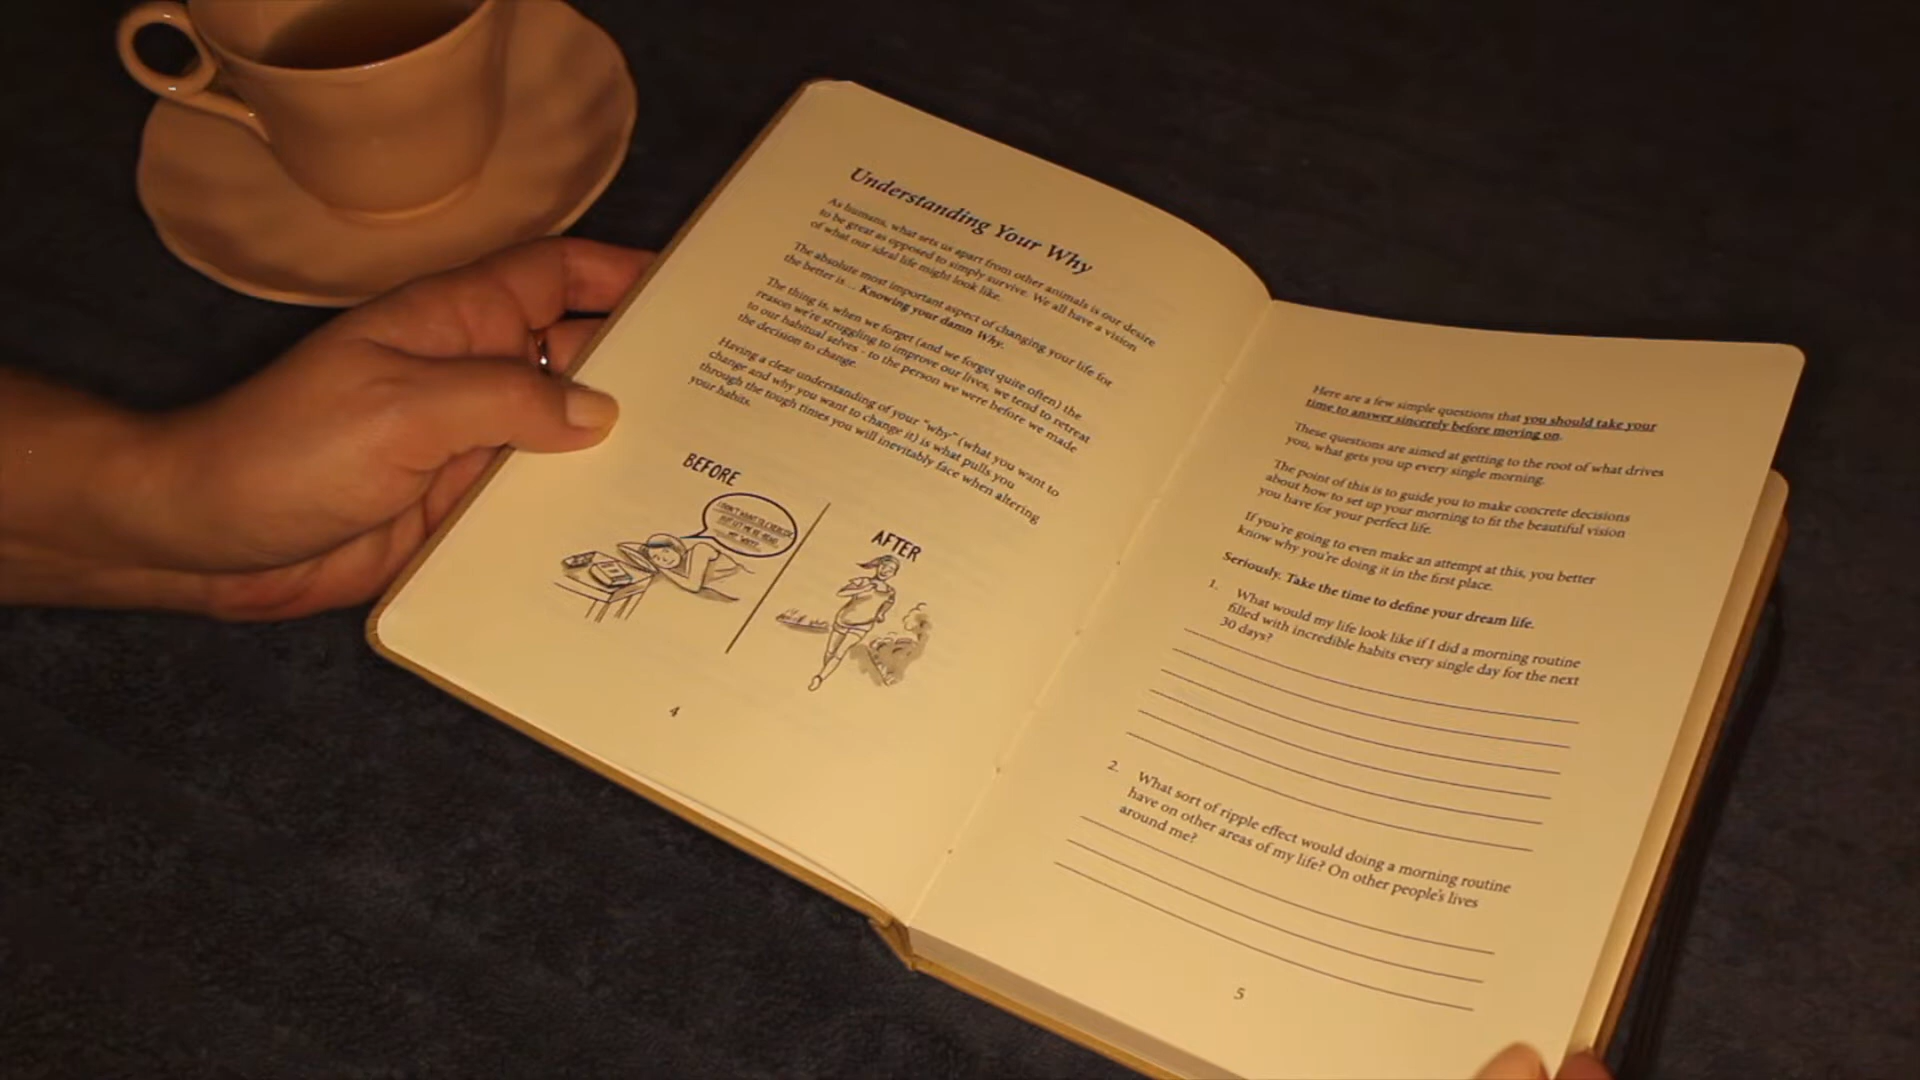 Understanding Your Why
As humans, what sets us apart from other animals is our desire
to be great as opposed to simply survive. We all have a vision
of what our ideal life might look like.
The absolute most important aspect of changing your life for
the better is... Knowing your damn Why.
The thing is, when we forget (and we forget quite often) the
reason we're struggling to improve our lives, we tend to retreat
to our habitual selves - to the person we were before we made
the decision to change.
Having a clear understanding of your "why" (what you want to
change and why you want to change it) is what pulls you
through the tough times you will inevitably face when altering
your habits.
BEFORE
I DON'T WANT TO EXERCISE
AFTER
4
Here are a few simple questions that you should take your
time to answer sincerely before moving on.
These questions are aimed at getting to the root of what drives
you, what gets you up every single morning.
The point of this is to guide you to make concrete decisions
about how to set up your morning to fit the beautiful vision
you have for your perfect life.
If you're going to even make an attempt at this, you better
know why you're doing it in the first place.
Seriously. Take the time to define your dream life.
1. What would my life look like if I did a morning routine
filled with incredible habits every single day for the next
30 days?
2. What sort of ripple effect would doing a morning routine
have on other areas of my life? On other people's lives
around me?
5